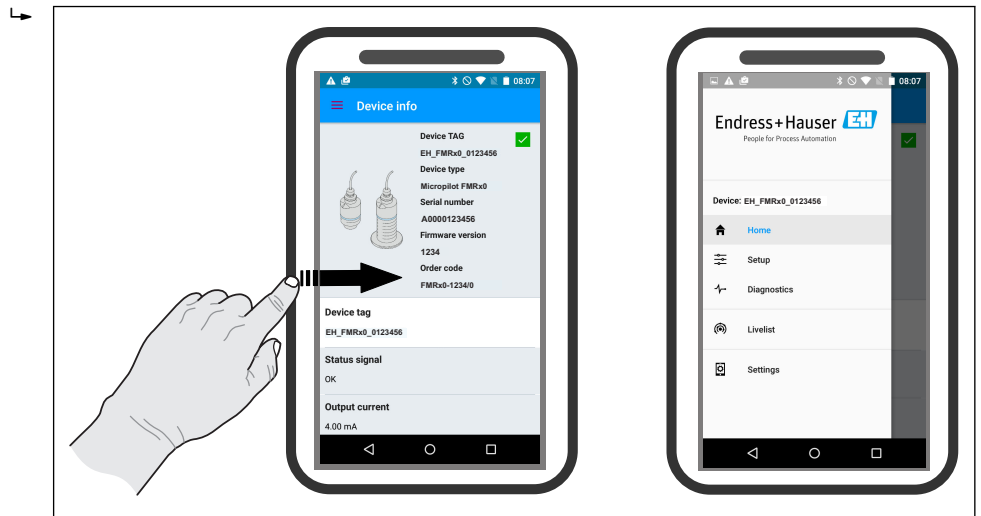 08:07
Device info
Device TAG
EH_FMRx0_0123456
Device type
Micropilot FMRx0
Serial number
A0000123456
Firmware version
1234
Order code
FMRx0-1234/0
Device tag
EH_FMRx0_0123456
Status signal
OK
Output current
4.00 mA
08:07
Endress+Hauser EH
People for Process Automation
Device: EH_FMRx0_0123456
Home
Setup
Diagnostics
Livelist
Settings